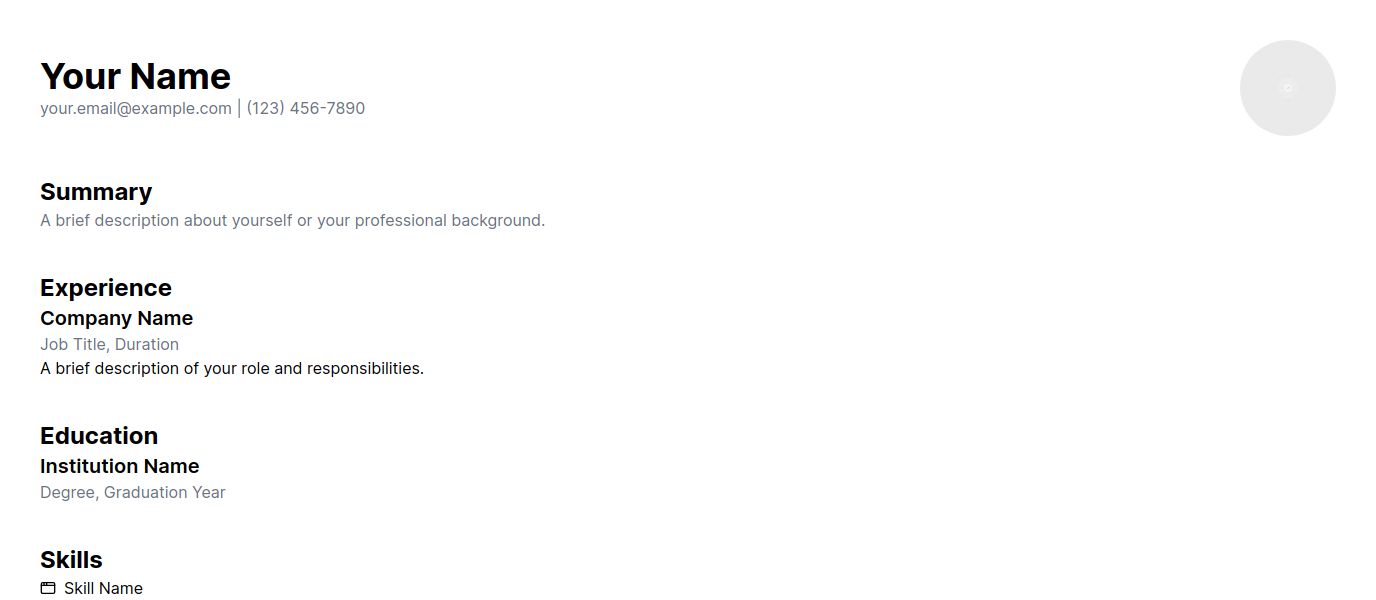 Your Name
your.email@example.com | (123) 456-7890
Summary
A brief description about yourself or your professional background.
Experience
Company Name
Job Title, Duration
A brief description of your role and responsibilities.
Education
Institution Name
Degree, Graduation Year
Skills
Skill Name